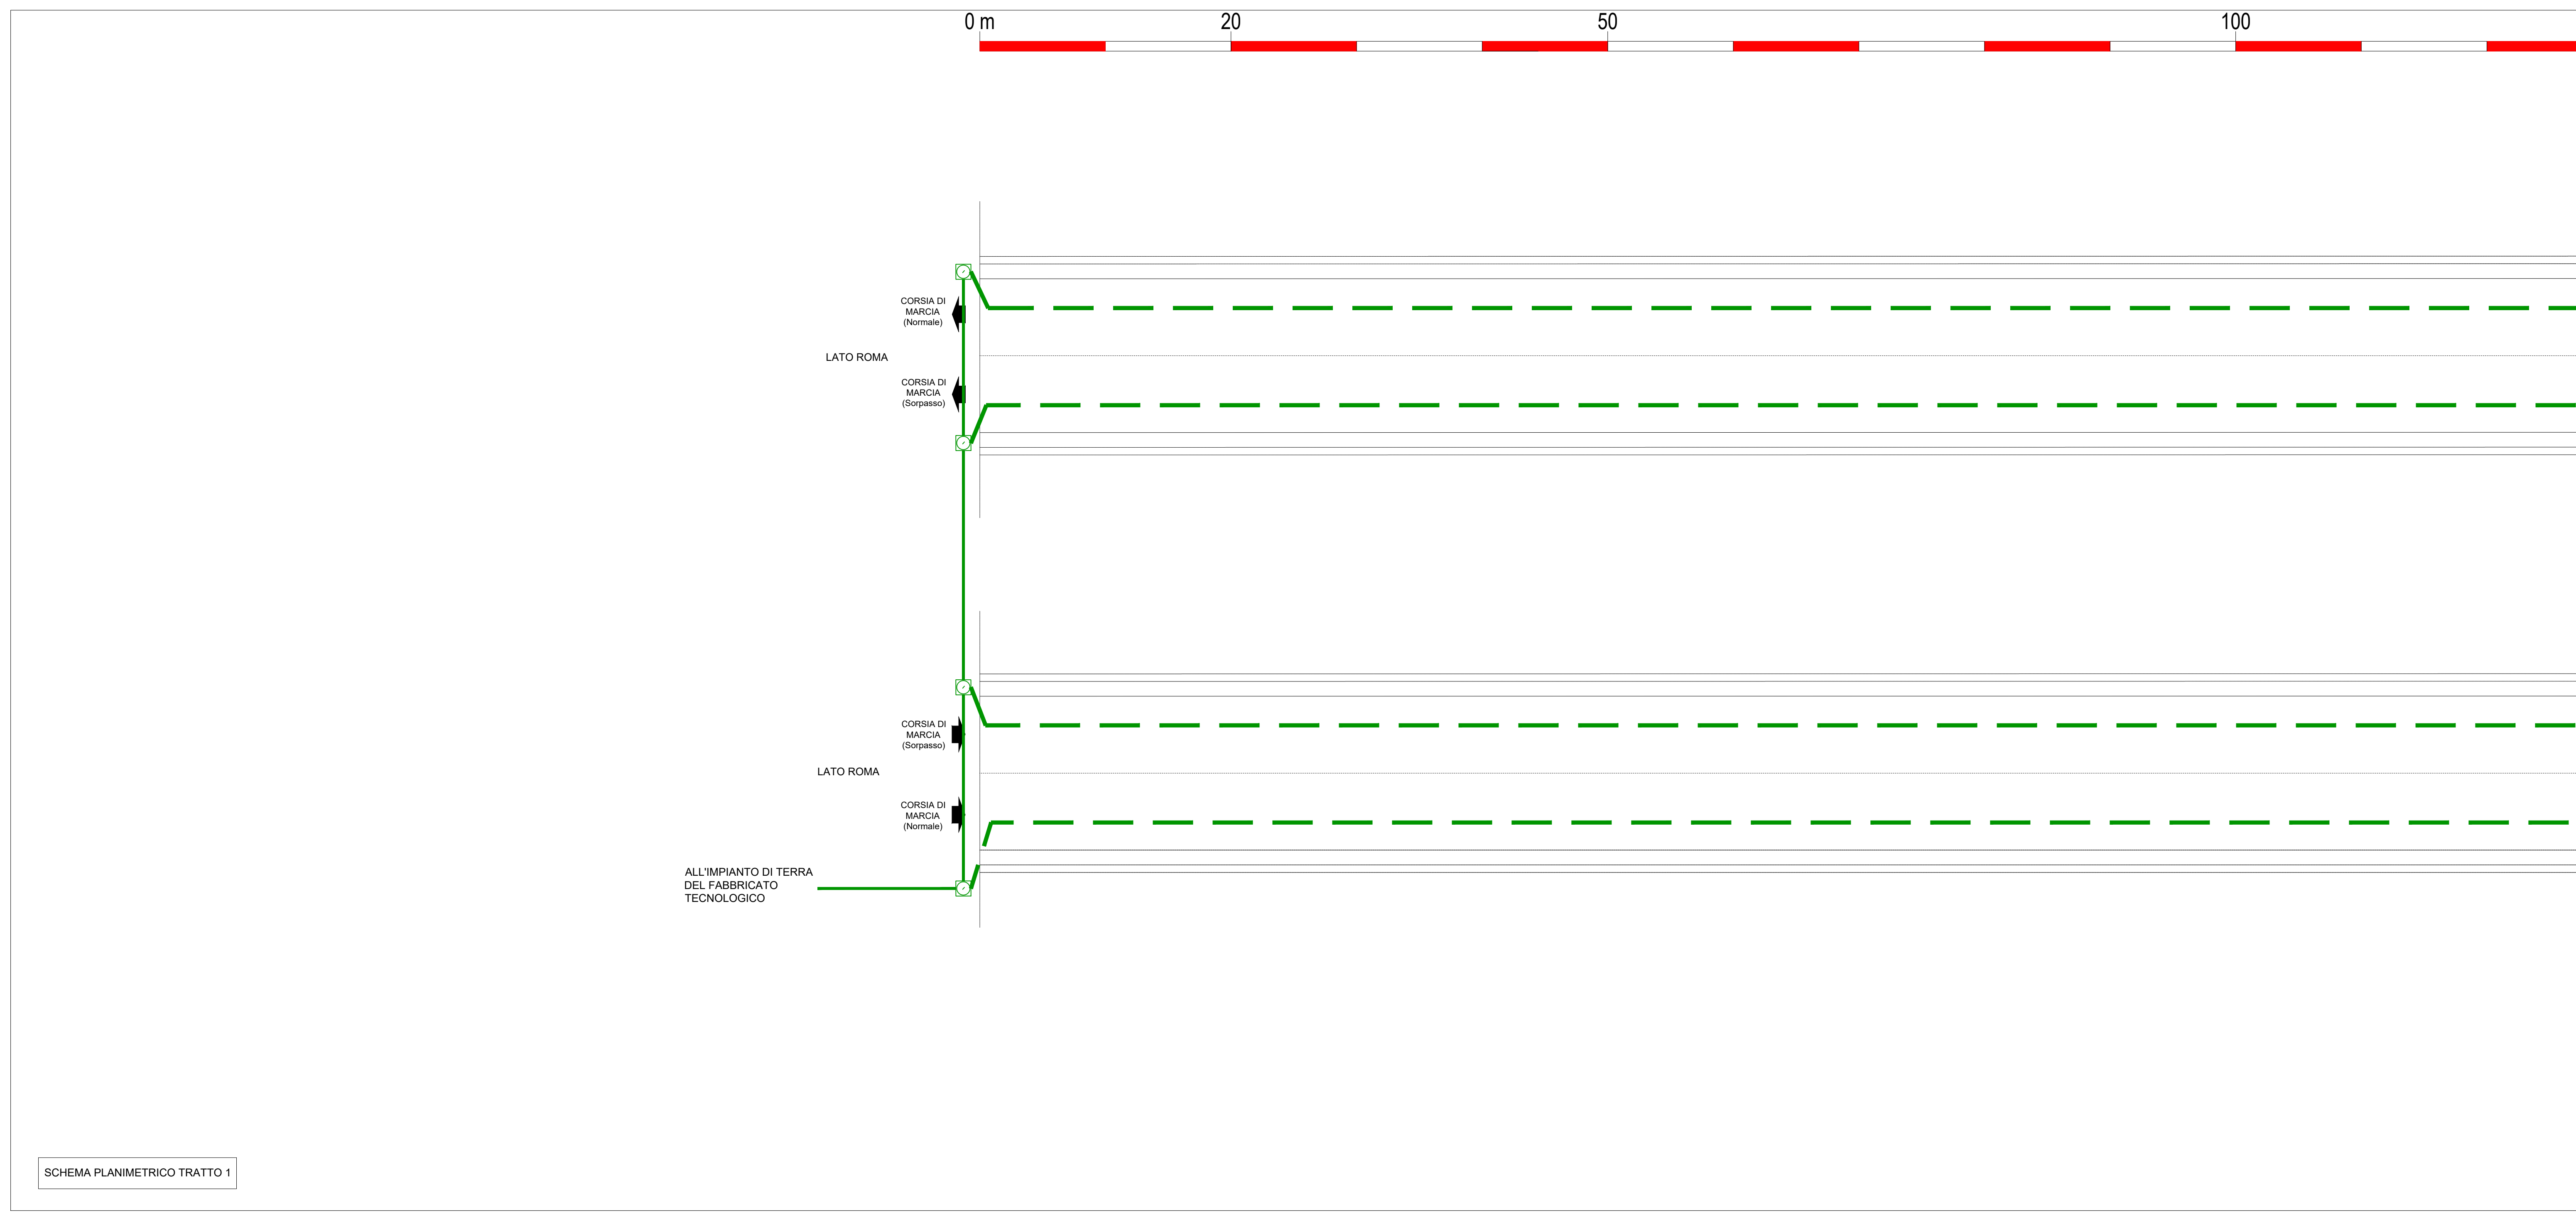 0 m 20 50 100
CORSIA DI
MARCIA
(Normale)
LATO ROMA
CORSIA DI
MARCIA
(Sorpasso)
CORSIA DI
MARCIA
(Sorpasso)
LATO ROMA
CORSIA DI
MARCIA
(Normale)
ALL'IMPIANTO DI TERRA
DEL FABBRICATO
TECNOLOGICO
SCHEMA PLANIMETRICO TRATTO 1